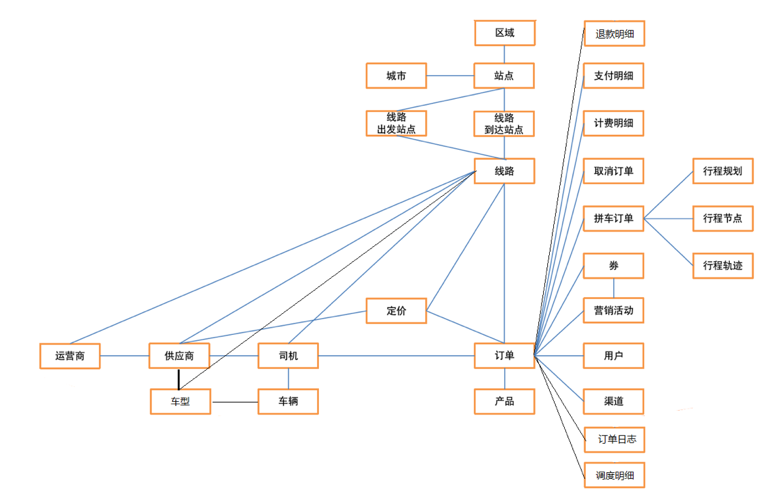 区域
退款明细
城市
站点
支付明细
线路
出发站点
线路
到达站点
计费明细
线路
取消订单
行程规划
拼车订单
行程节点
券
行程轨迹
定价
营销活动
运营商
供应商
司机
订单
用户
车型
车辆
产品
渠道
订单日志
调度明细